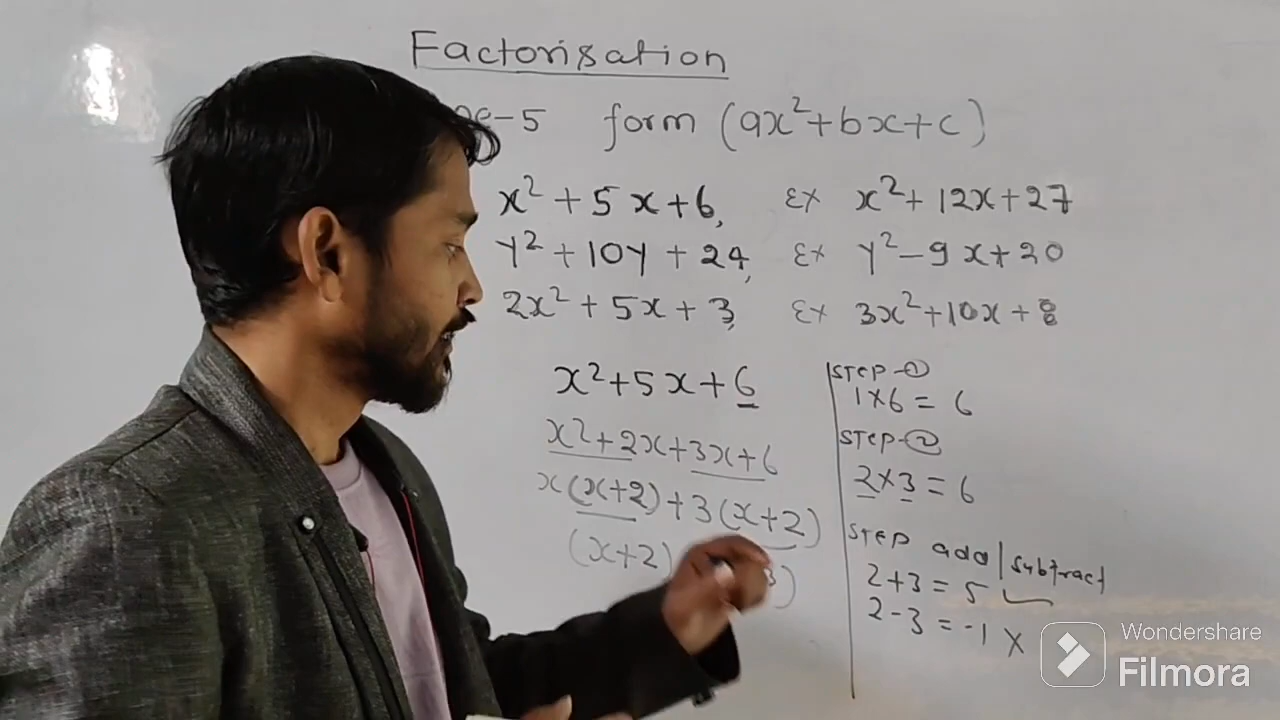 Factorisation
-5 form (ax²+bx+c)
x² + 5x + 6, Ex x² + 12x + 27
y² + 10y + 24, Ex y² - 9x + 20
2x² + 5x + 3, Ex 3x² + 10x + 8
x² + 5x + 6
x² + 2x + 3x + 6
x(x+2) + 3(x+2)
(x+2) 3)
STEP-①
1×6 = 6
STEP-②
2×3 = 6
STEP add/subtract
2+3 = 5 ✓
2-3 = -1 X
Wondershare
Filmora